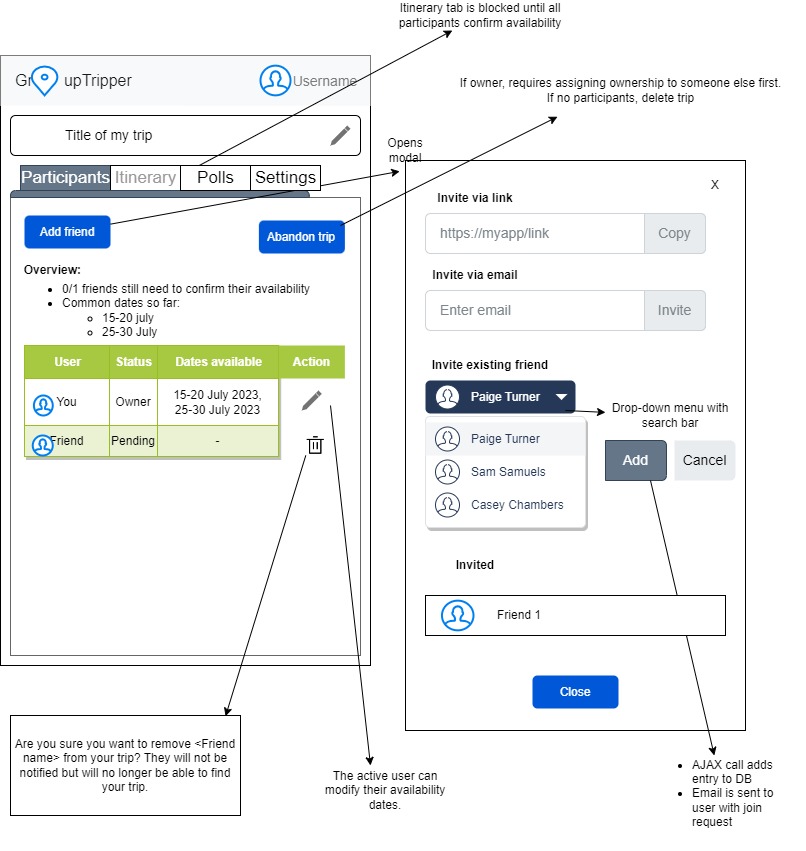 Itinerary tab is blocked until all
participants confirm availability
GroupTripper
Username
If owner, requires assigning ownership to someone else first.
If no participants, delete trip
Title of my trip
Participants Itinerary Polls Settings
Opens
modal
Add friend
Abandon trip
Overview:
0/1 friends still need to confirm their availability
Common dates so far:
15-20 july
25-30 July
User Status Dates available Action
You Owner 15-20 July 2023,
25-30 July 2023
Friend Pending -
X
Invite via link
https://myapp/link Copy
Invite via email
Enter email Invite
Invite existing friend
Paige Turner
Drop-down menu with
search bar
Paige Turner
Sam Samuels
Casey Chambers
Add Cancel
Invited
Friend 1
Close
Are you sure you want to remove <Friend
name> from your trip? They will not be
notified but will no longer be able to find
your trip.
The active user can
modify their availability
dates.
AJAX call adds
entry to DB
Email is sent to
user with join
request